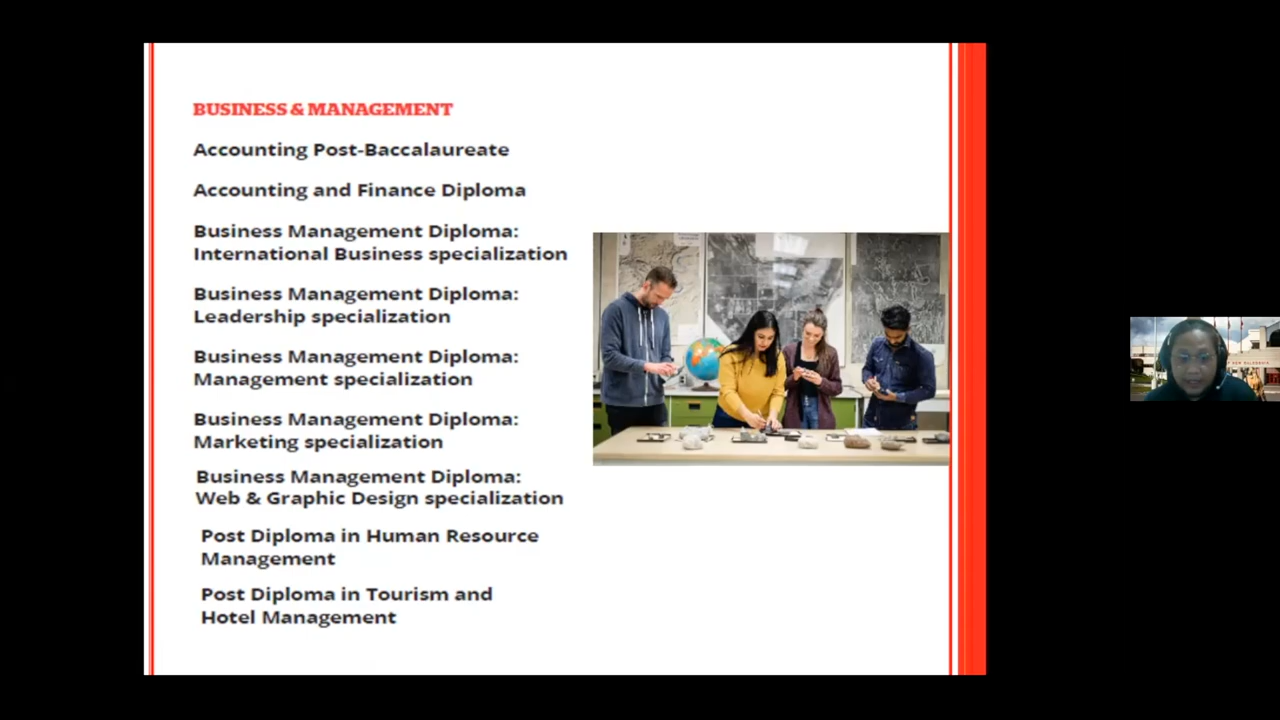 BUSINESS & MANAGEMENT
Accounting Post-Baccalaureate
Accounting and Finance Diploma
Business Management Diploma:
International Business specialization
Business Management Diploma:
Leadership specialization
Business Management Diploma:
Management specialization
Business Management Diploma:
Marketing specialization
Business Management Diploma:
Web & Graphic Design specialization
Post Diploma in Human Resource
Management
Post Diploma in Tourism and
Hotel Management